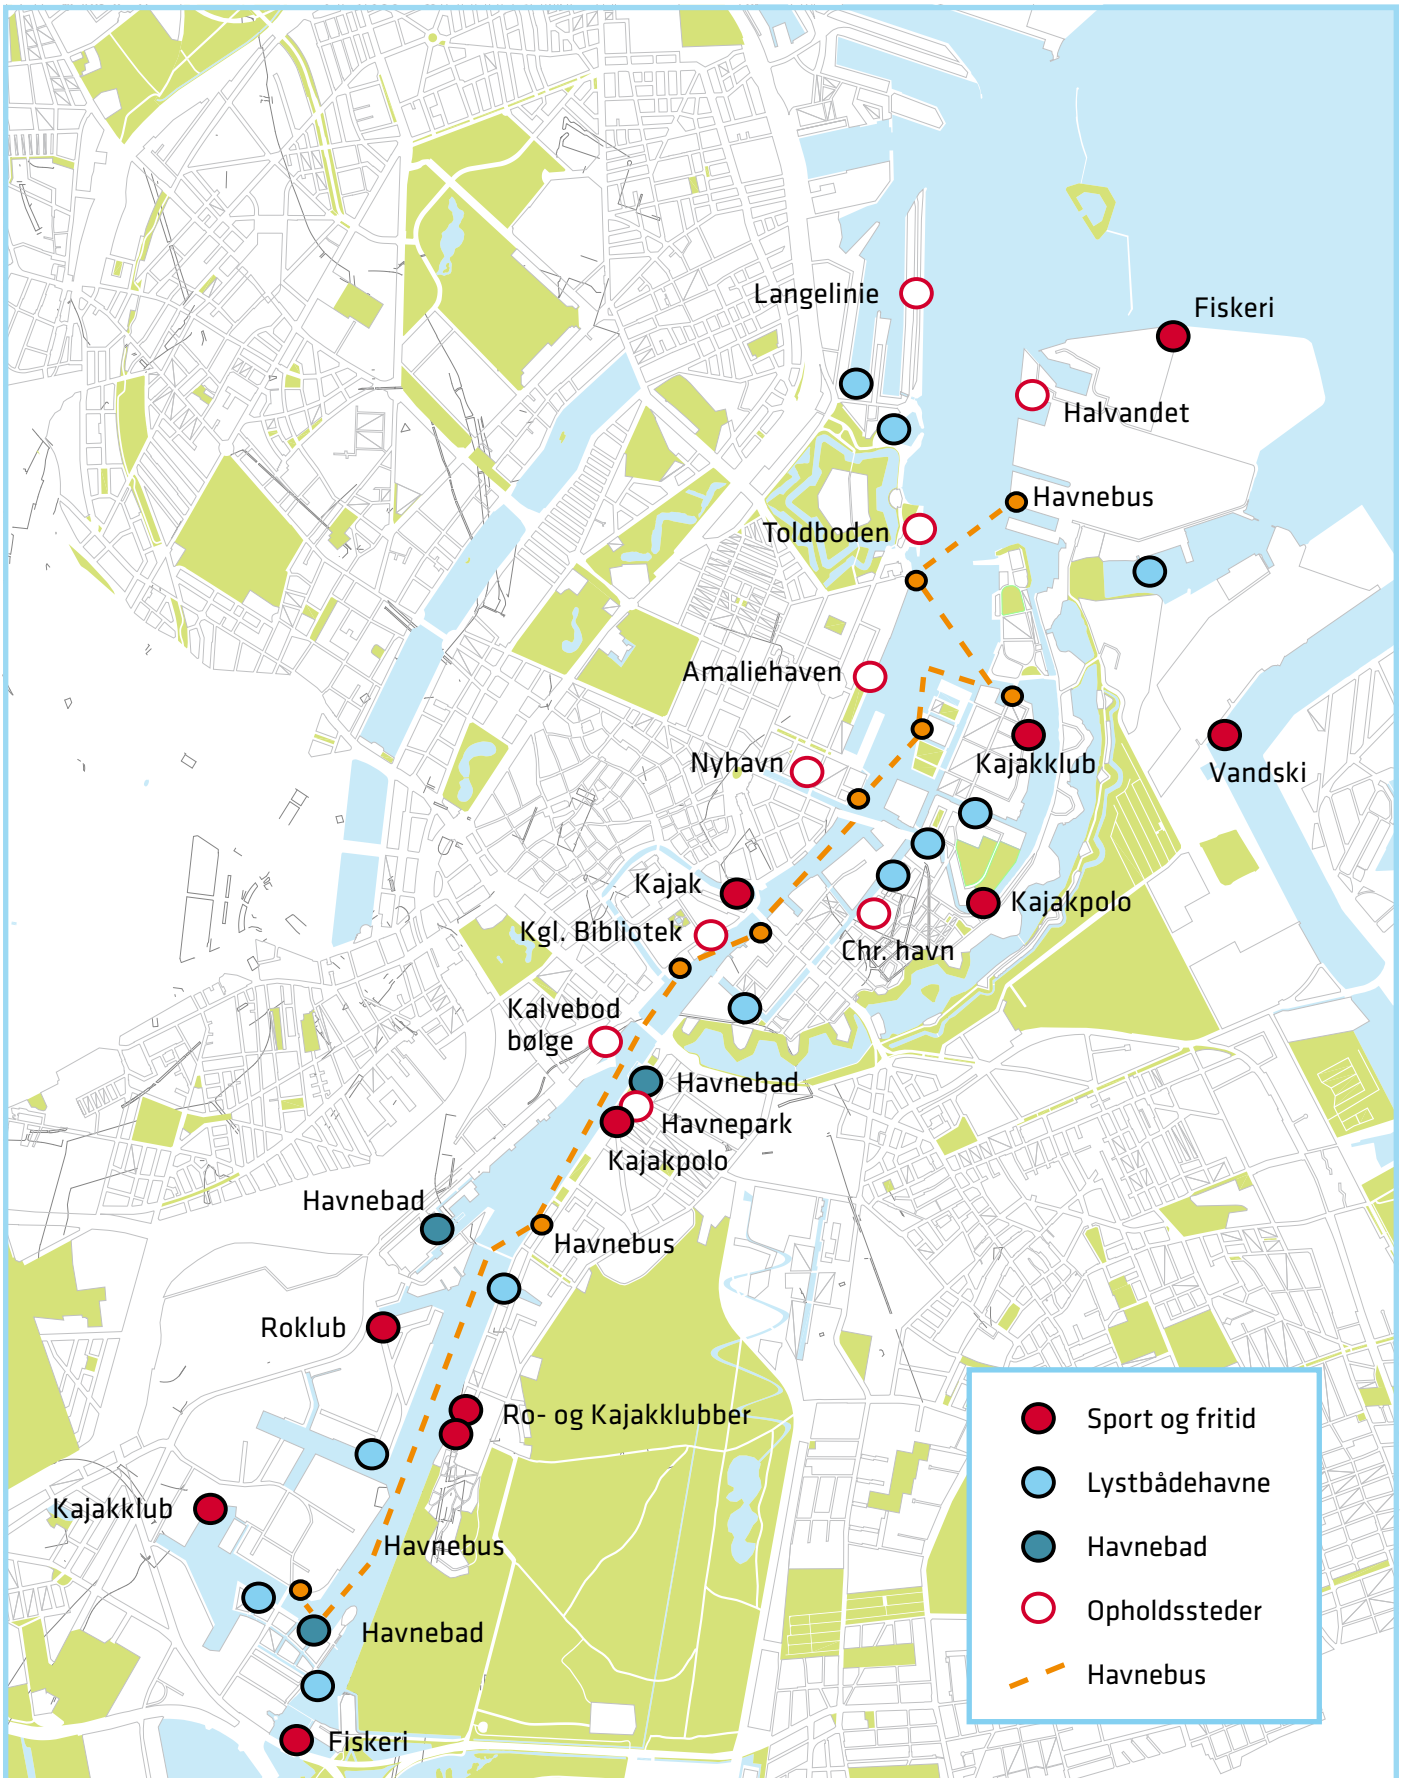 Langelinie
Fiskeri
Halvandet
Havnebus
Toldboden
Amaliehaven
Nyhavn
Kajakklub
Vandski
Kajak
Kajakpolo
Kgl. Bibliotek
Chr. havn
Kalvebod
bølge
Havnebad
Havnepark
Kajakpolo
Havnebad
Havnebus
Roklub
Ro- og Kajakklubber
Kajakklub
Havnebus
Havnebad
Fiskeri
Sport og fritid
Lystbådehavne
Havnebad
Opholdssteder
Havnebus